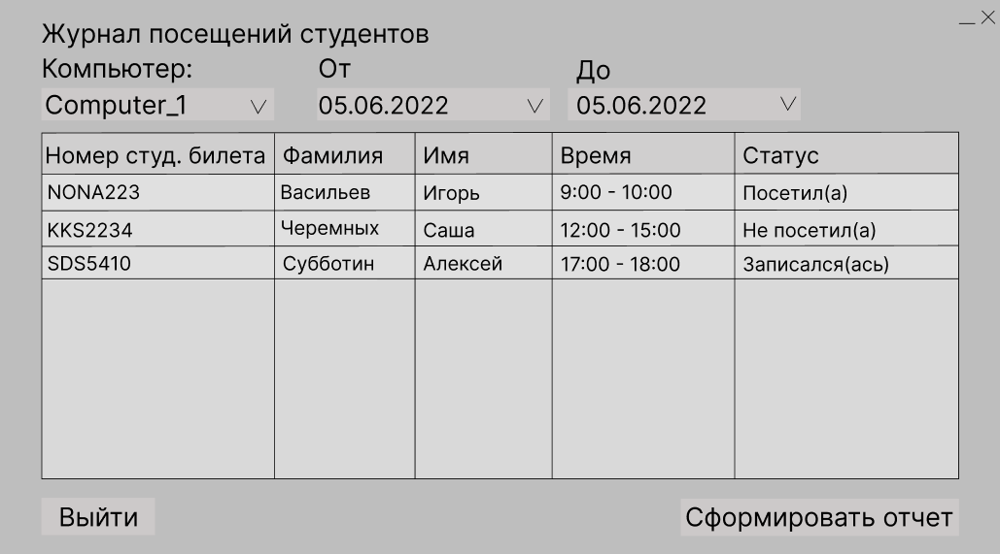 Журнал посещений студентов
Компьютер: От До
Computer_1 05.06.2022 05.06.2022
Номер студ. билета Фамилия Имя Время Статус
NONA223 Васильев Игорь 9:00 - 10:00 Посетил(а)
KKS2234 Черемных Саша 12:00 - 15:00 Не посетил(а)
SDS5410 Субботин Алексей 17:00 - 18:00 Записался(ась)
Выйти Сформировать отчет